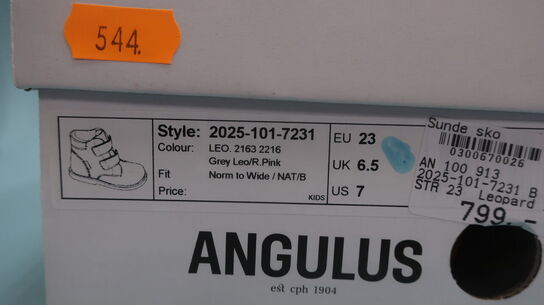 544.
Style: 2025-101-7231
Colour: LEO. 2163 2216
Grey Leo/R.Pink
Fit Norm to Wide / NAT/B
Price:
KIDS
EU 23
UK 6.5
US 7
Sunde sko
0300670026
AN 100 913
2025-101-7231 B
STR 23 Leopard
799,-
ANGULUS
est cph 1904